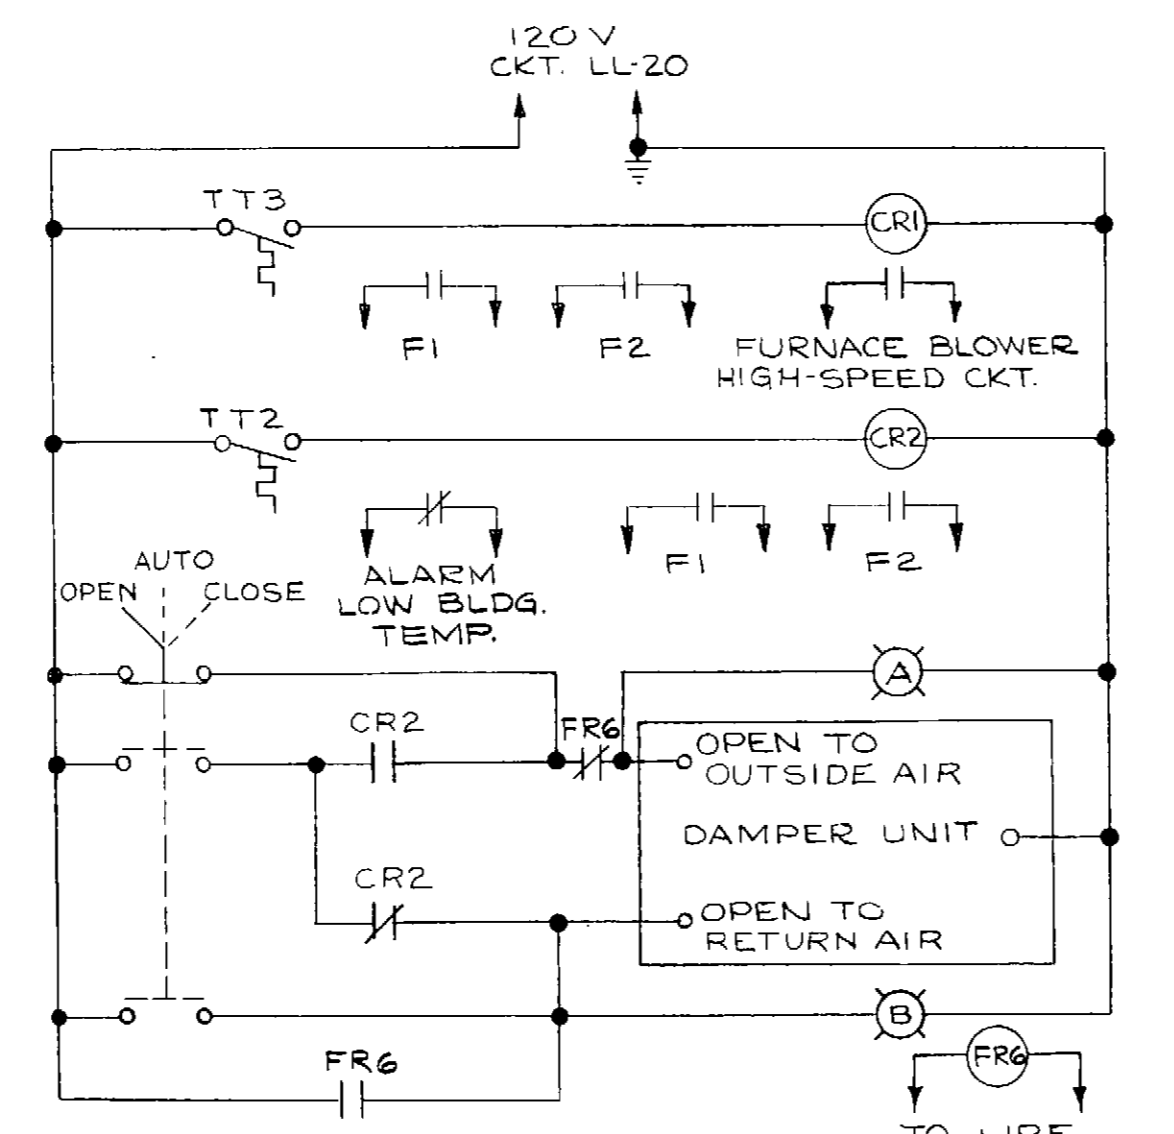 120 V
CKT. LL-20
TT3
CR1
F1
F2
FURNACE BLOWER
HIGH-SPEED CKT.
TT2
CR2
ALARM
LOW BLDG.
TEMP.
F1
F2
AUTO
OPEN
CLOSE
A
CR2
FR6
OPEN TO
OUTSIDE AIR
DAMPER UNIT
CR2
OPEN TO
RETURN AIR
B
FR6
FR6